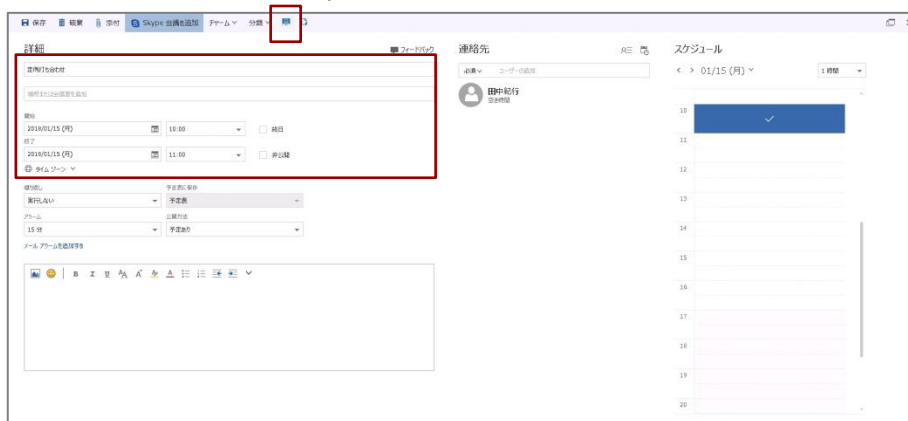 保存 破棄 添付 Skype 会議を追加 チャーム 分類
詳細
フィードバック
定例打ち合わせ
場所または会議室を追加
開始
2018/01/15 (月) 10:00 終日
終了
2018/01/15 (月) 11:00 非公開
タイム ゾーン
繰り返し 予定表に保存
実行しない 予定表
アラーム 公開方法
15 分 予定あり
メール アラームを追加する
B I U
連絡先
必須 ユーザーの追加
田中紀行
空き時間
スケジュール
01/15 (月) 1 時間
10
11
12
13
14
15
16
17
18
19
20